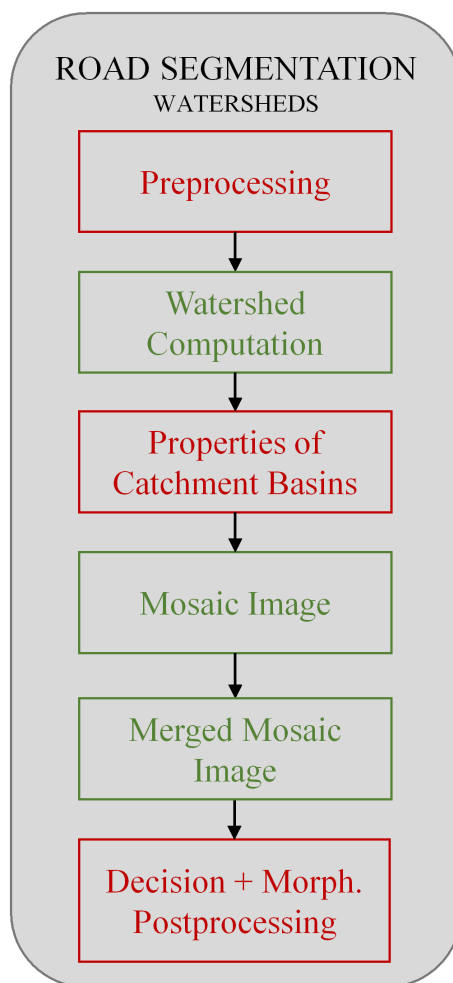 ROAD SEGMENTATION
WATERSHEDS
Preprocessing
Watershed
Computation
Properties of
Catchment Basins
Mosaic Image
Merged Mosaic
Image
Decision + Morph.
Postprocessing